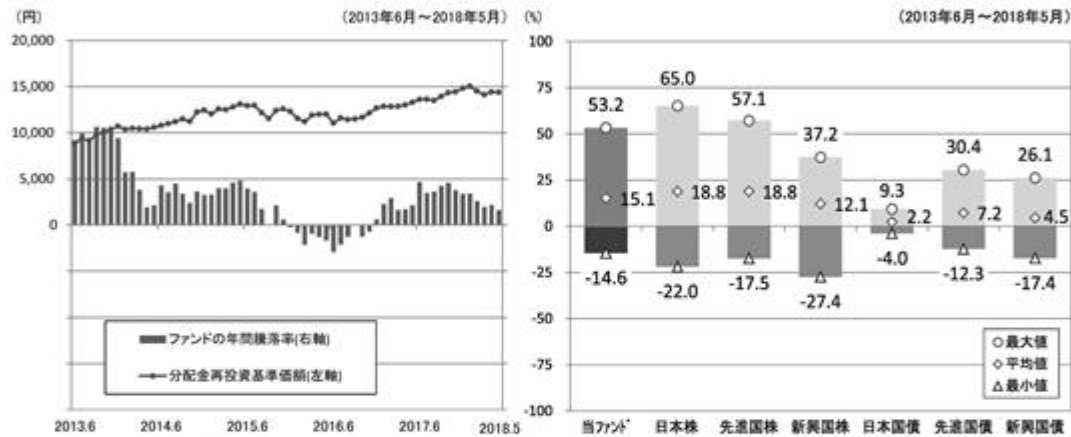 (円)
(2013年6月～2018年5月)
20,000
15,000
10,000
5,000
0
ファンドの年間騰落率(右軸)
分配金再投資基準価額(左軸)
2013.6 2014.6 2015.6 2016.6 2017.6 2018.5
(%)
(2013年6月～2018年5月)
100
75
50
25
0
-25
-50
-75
-100
53.2 65.0 57.1 37.2 9.3 30.4 26.1
15.1 18.8 18.8 12.1 2.2 7.2 4.5
-14.6 -22.0 -17.5 -27.4 -4.0 -12.3 -17.4
○最大値
◇平均値
△最小値
当ファンド 日本株 先進国株 新興国株 日本国債 先進国債 新興国債